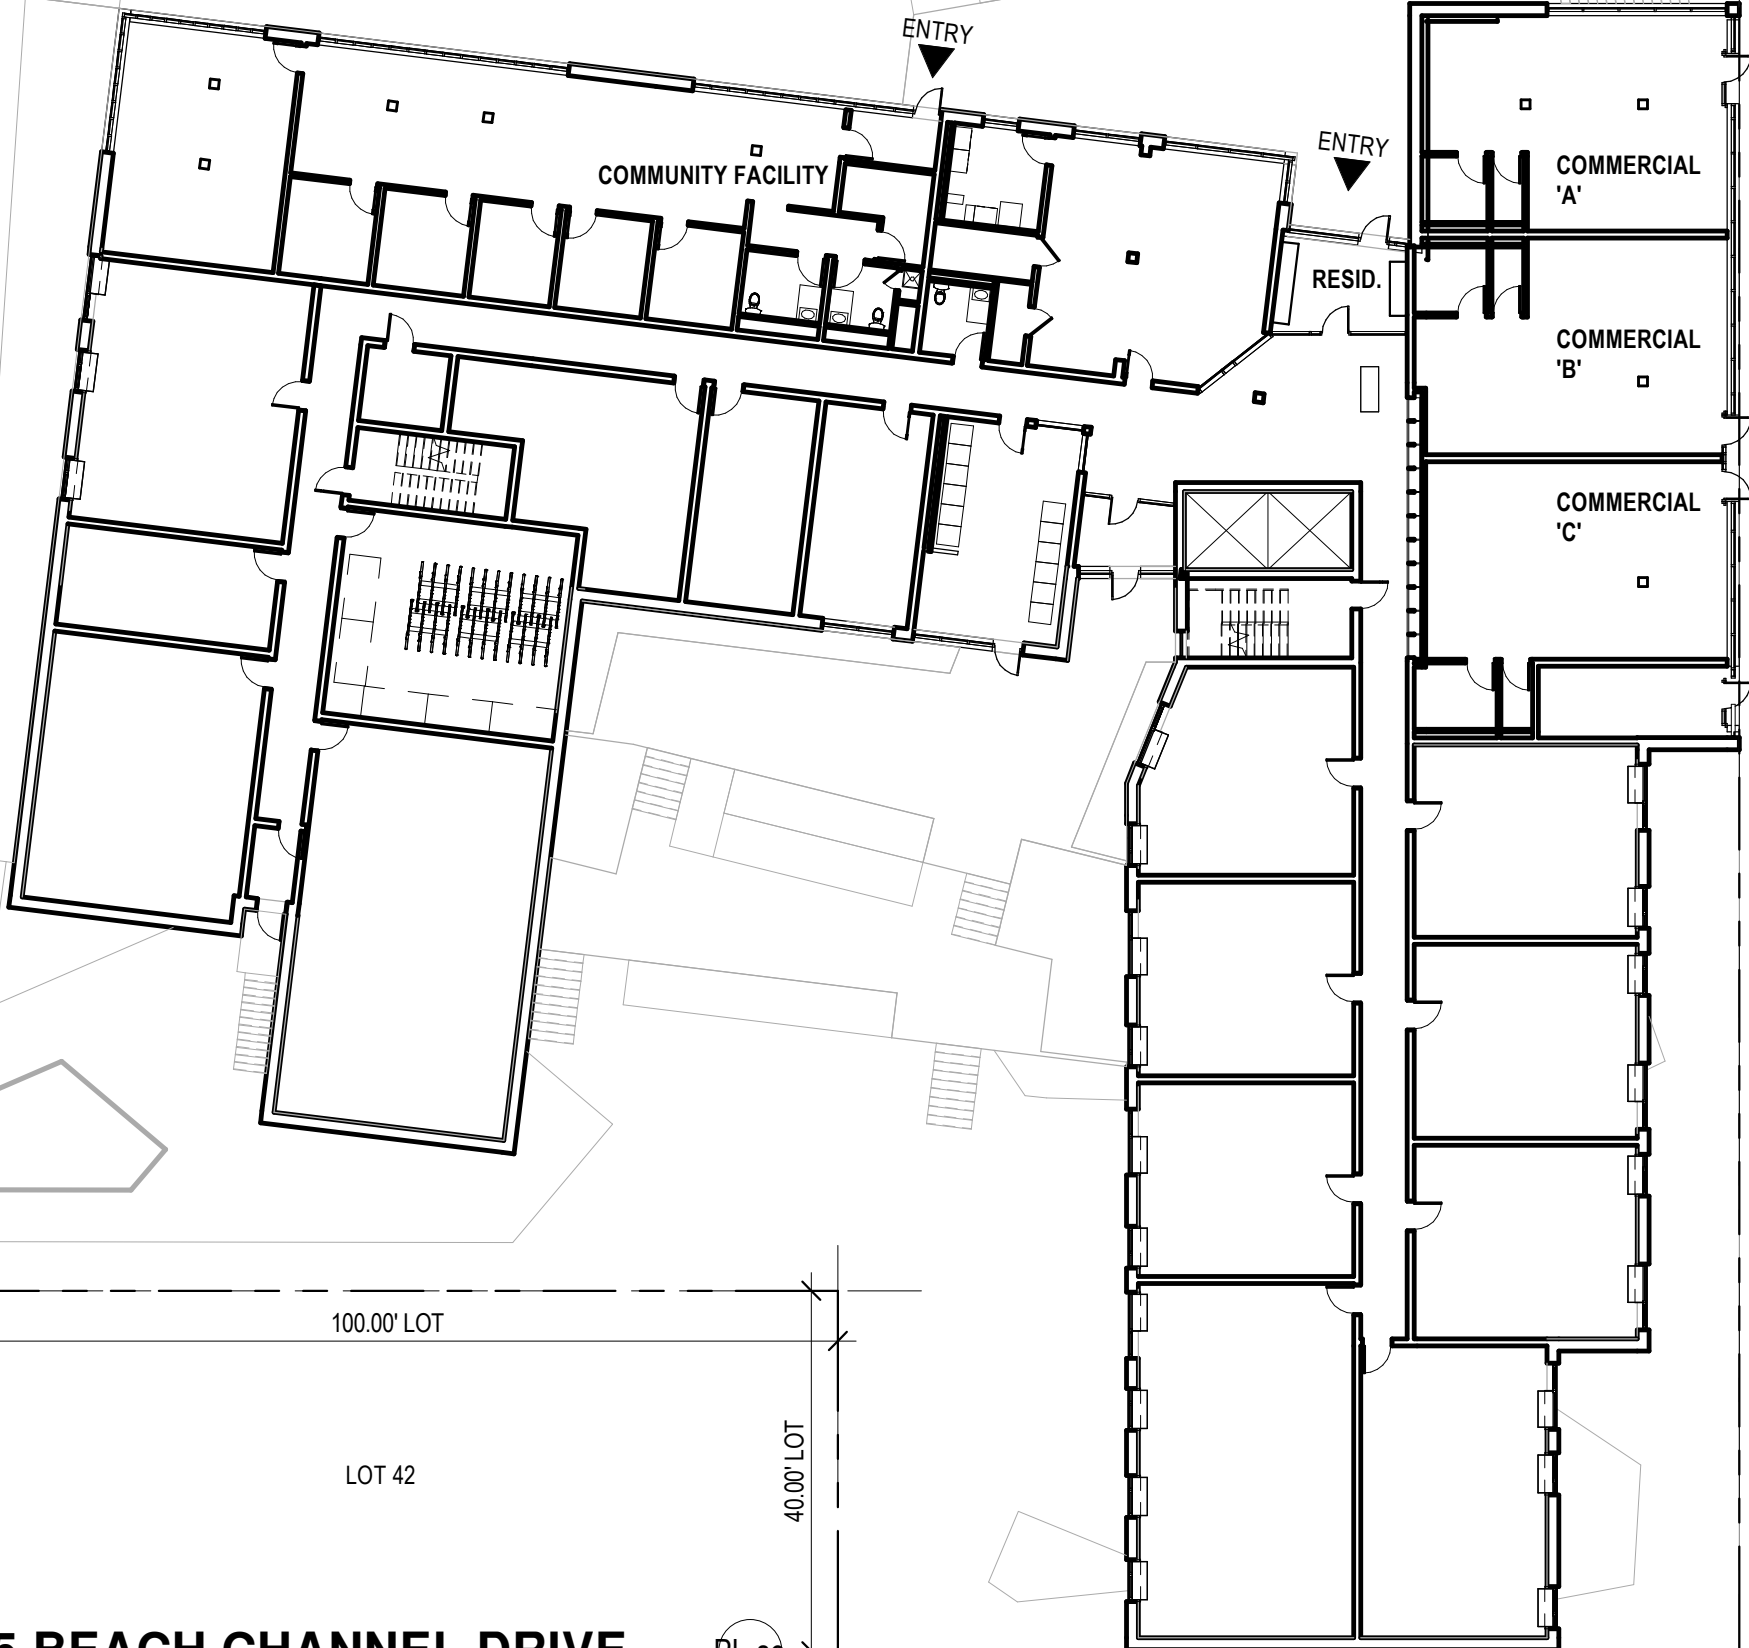 ENTRY
ENTRY
COMMUNITY FACILITY
COMMERCIAL
'A'
RESID.
COMMERCIAL
'B'
COMMERCIAL
'C'
100.00' LOT
40.00' LOT
LOT 42
BEACH CHANNEL DRIVE